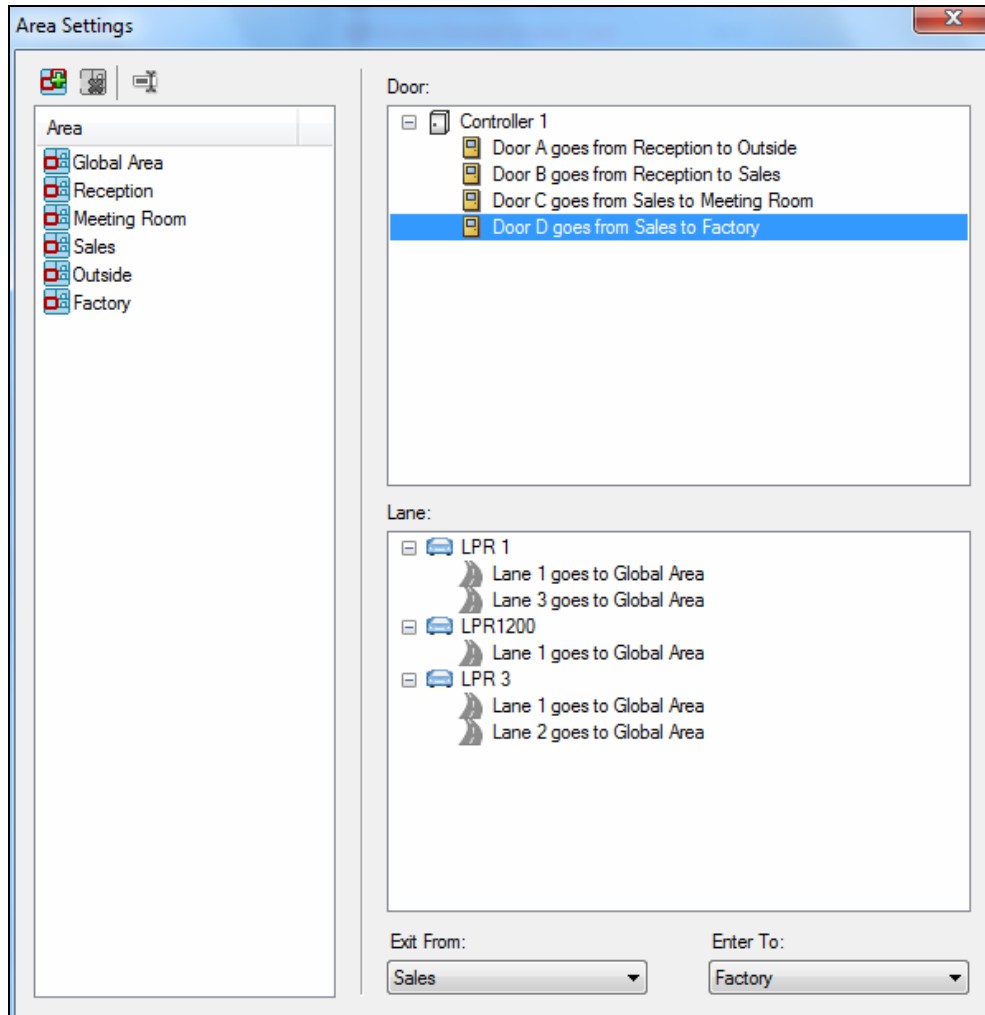 Area Settings
Area
Global Area
Reception
Meeting Room
Sales
Outside
Factory
Door:
Controller 1
Door A goes from Reception to Outside
Door B goes from Reception to Sales
Door C goes from Sales to Meeting Room
Door D goes from Sales to Factory
Lane:
LPR 1
Lane 1 goes to Global Area
Lane 3 goes to Global Area
LPR1200
Lane 1 goes to Global Area
LPR 3
Lane 1 goes to Global Area
Lane 2 goes to Global Area
Exit From:
Sales
Enter To:
Factory